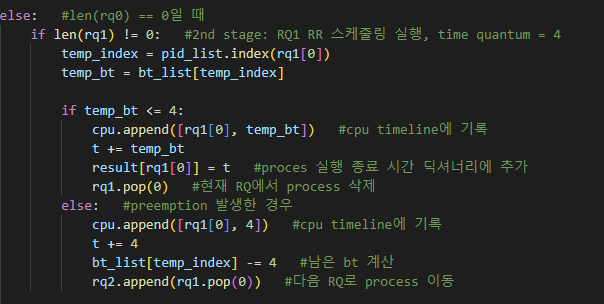 else:   #len(rq0) == 0일 때
    if len(rq1) != 0:   #2nd stage: RQ1 RR 스케줄링 실행, time quantum = 4
        temp_index = pid_list.index(rq1[0])
        temp_bt = bt_list[temp_index]

        if temp_bt <= 4:
            cpu.append([rq1[0], temp_bt])   #cpu timeline에 기록
            t += temp_bt
            result[rq1[0]] = t   #proces 실행 종료 시간 딕셔너리에 추가
            rq1.pop(0)   #현재 RQ에서 process 삭제
        else:   #preemption 발생한 경우
            cpu.append([rq1[0], 4])   #cpu timeline에 기록
            t += 4
            bt_list[temp_index] -= 4   #남은 bt 계산
            rq2.append(rq1.pop(0))   #다음 RQ로 process 이동